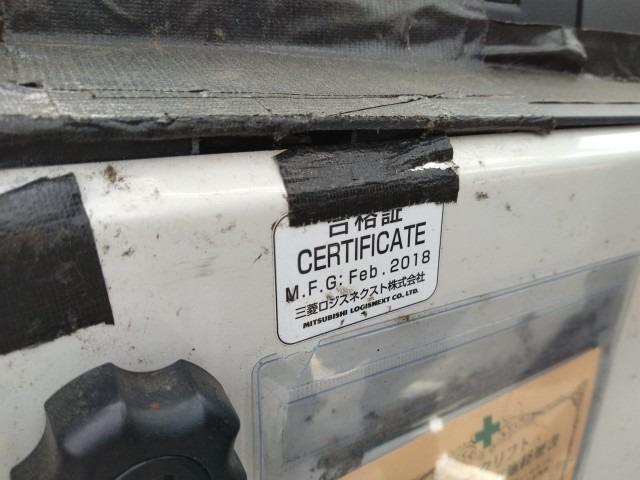 合格証
CERTIFICATE
M.F.G: Feb. 2018
三菱ロジスネクスト株式会社
MITSUBISHI LOGISNEXT CO., LTD.